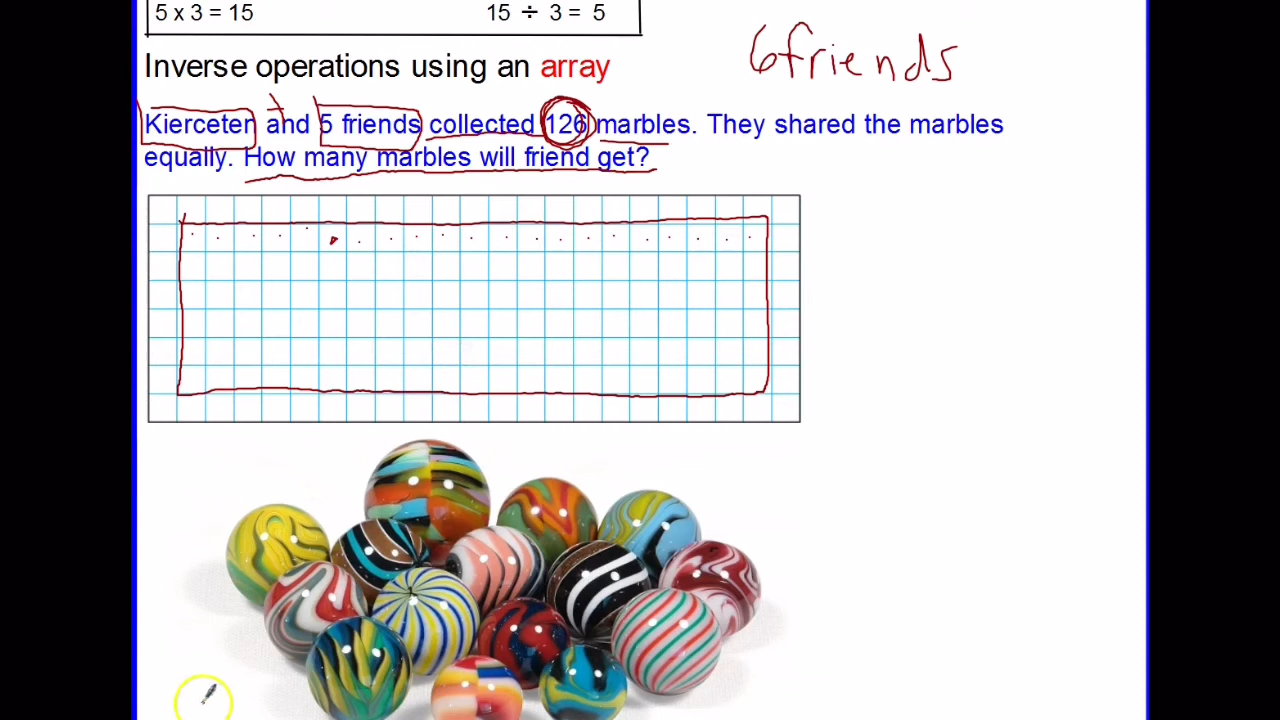 5 x 3 = 15 15 ÷ 3 = 5
6friends
Inverse operations using an array
Kierceten and 5 friends collected 126 marbles. They shared the marbles
equally. How many marbles will friend get?